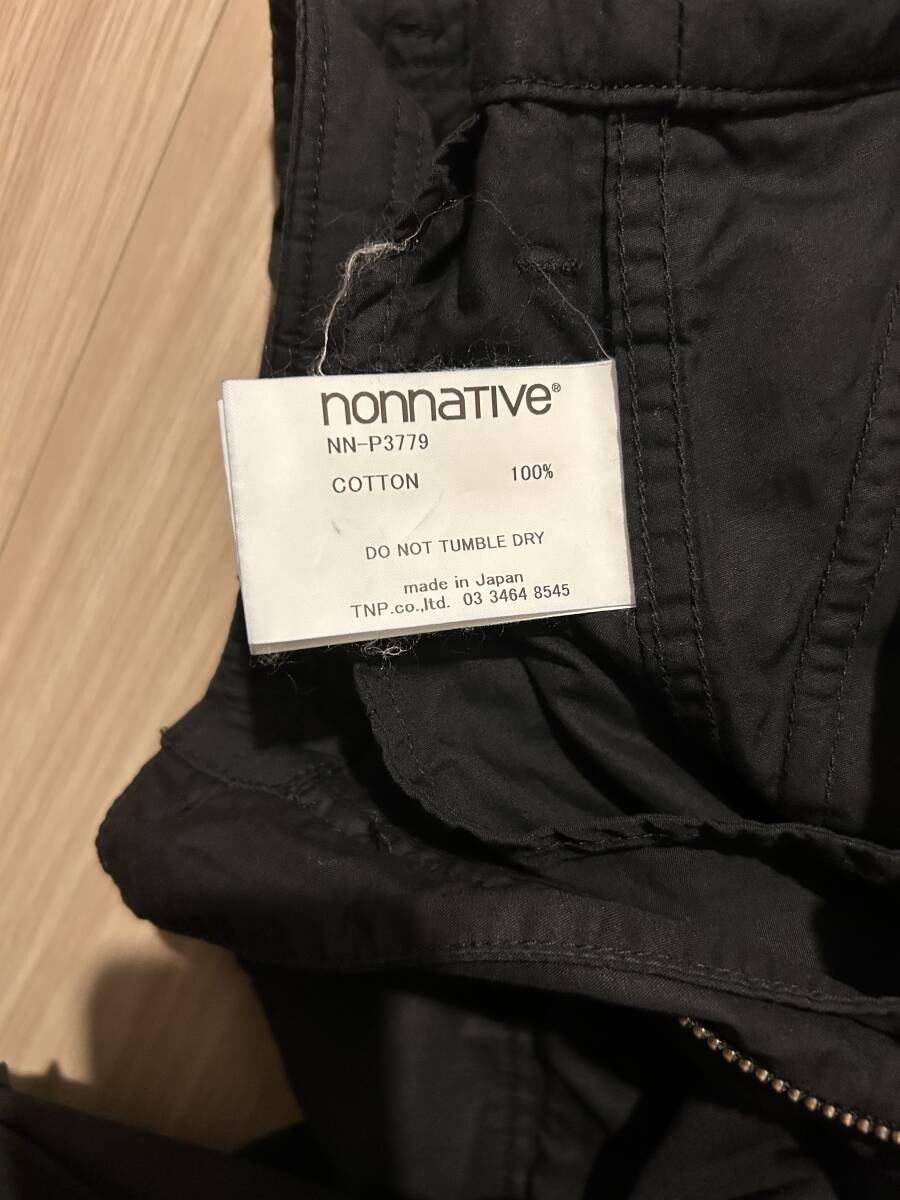 nonnative®
NN-P3779
COTTON 100%
DO NOT TUMBLE DRY
made in Japan
TNP.co.,ltd. 03 3464 8545